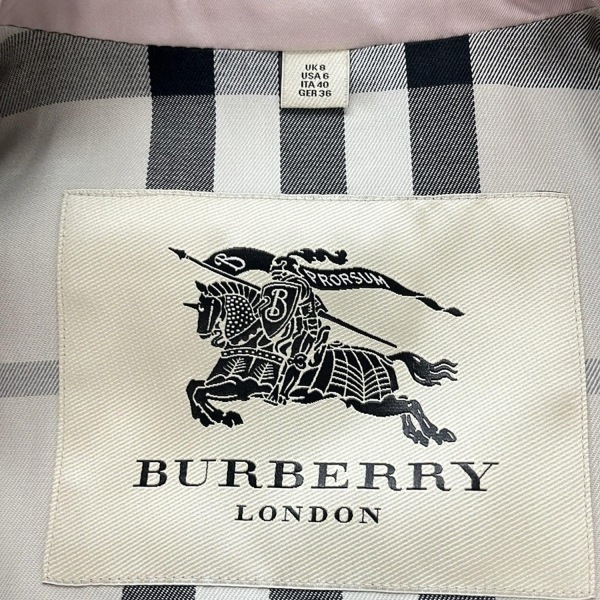 UK 8
USA 6
ITA 40
GER 36
B
PRORSUM
B
BURBERRY
LONDON